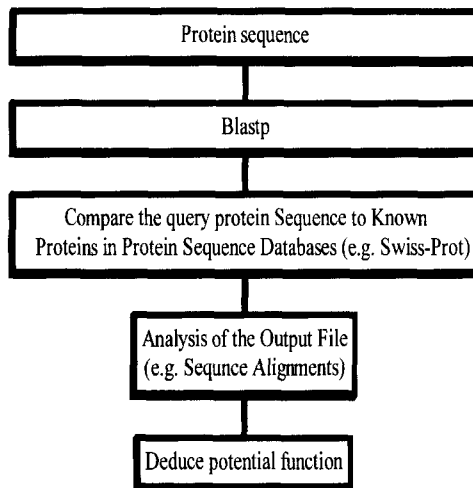 Protein sequence
Blastp
Compare the query protein Sequence to Known
Proteins in Protein Sequence Databases (e.g. Swiss-Prot)
Analysis of the Output File
(e.g. Sequnce Alignments)
Deduce potential function